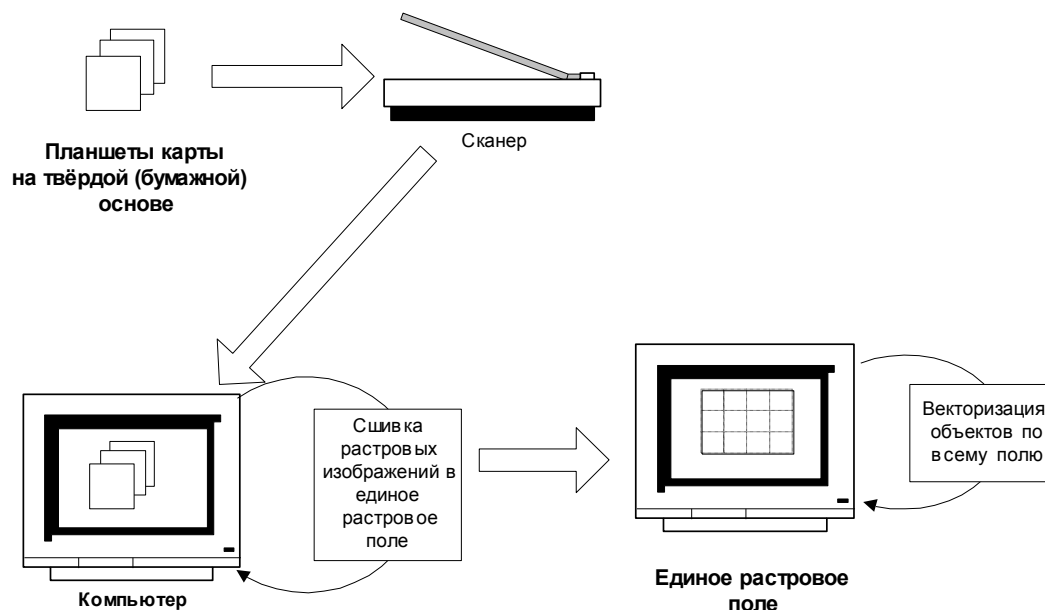 Планшеты карты
на твёрдой (бумажной)
основе
Сканер
Сшивка
растровых
изображений в
единое
растровое
поле
Векторизация
объектов по
всему полю
Компьютер
Единое растровое
поле